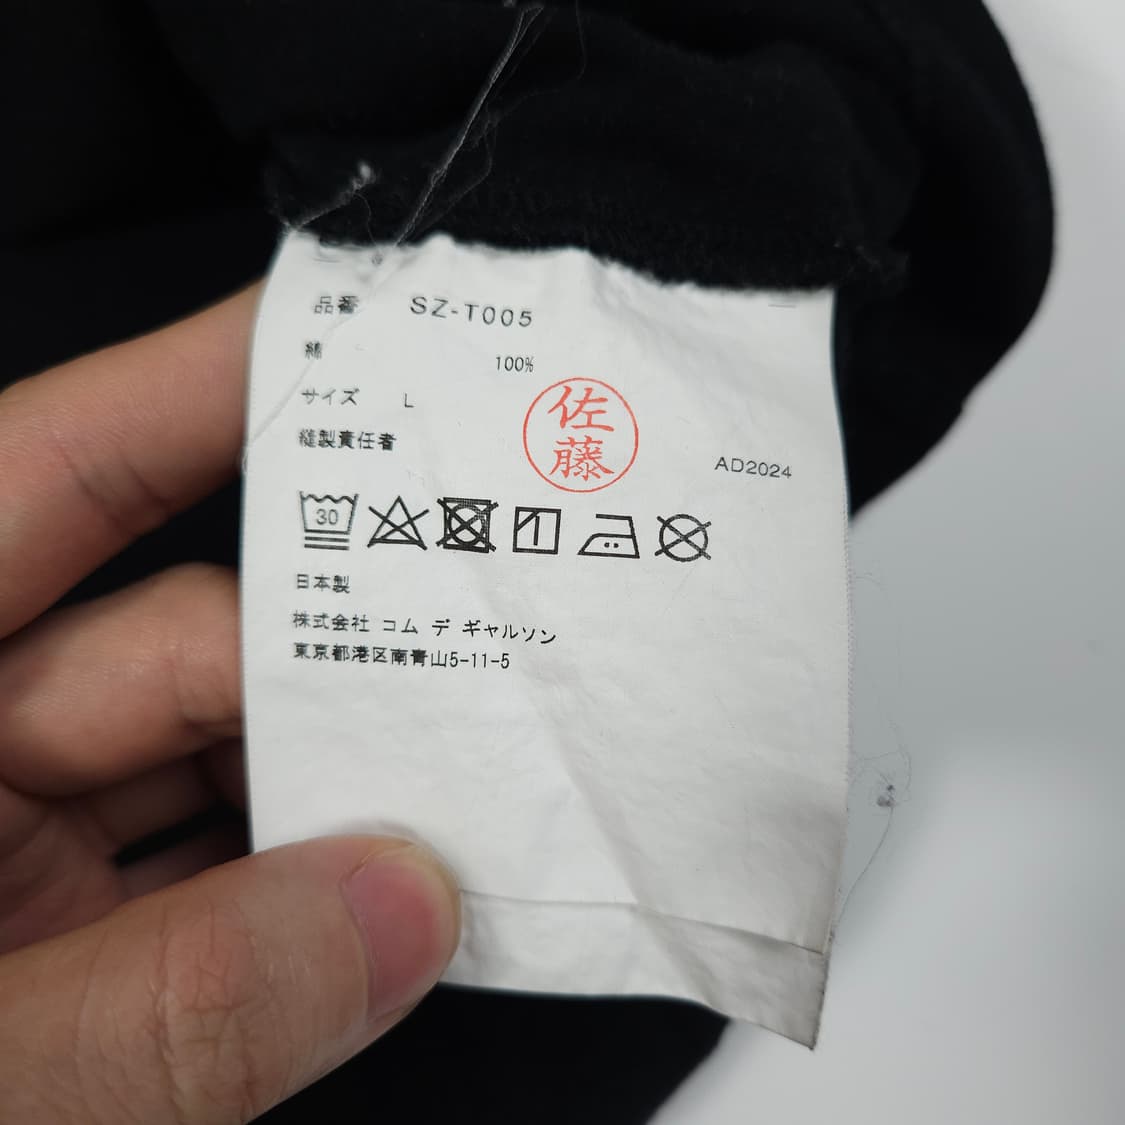 品番 SZ-T005
綿 100%
サイズ L
縫製責任者
佐
藤
AD2024
30
日本製
株式会社 コム デ ギャルソン
東京都港区南青山5-11-5